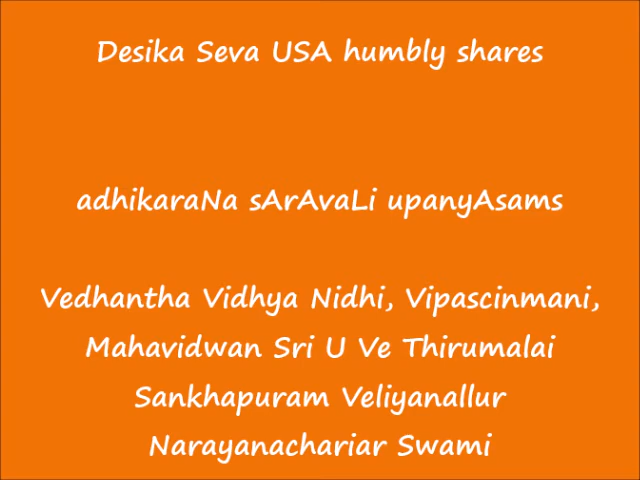 Desika Seva USA humbly shares
adhikaraNa sArAvaLi upanyAsams
Vedhantha Vidhya Nidhi, Vipascinmani,
Mahavidwan Sri U Ve Thirumalai
Sankhapuram Veliyanallur
Narayanachariar Swami